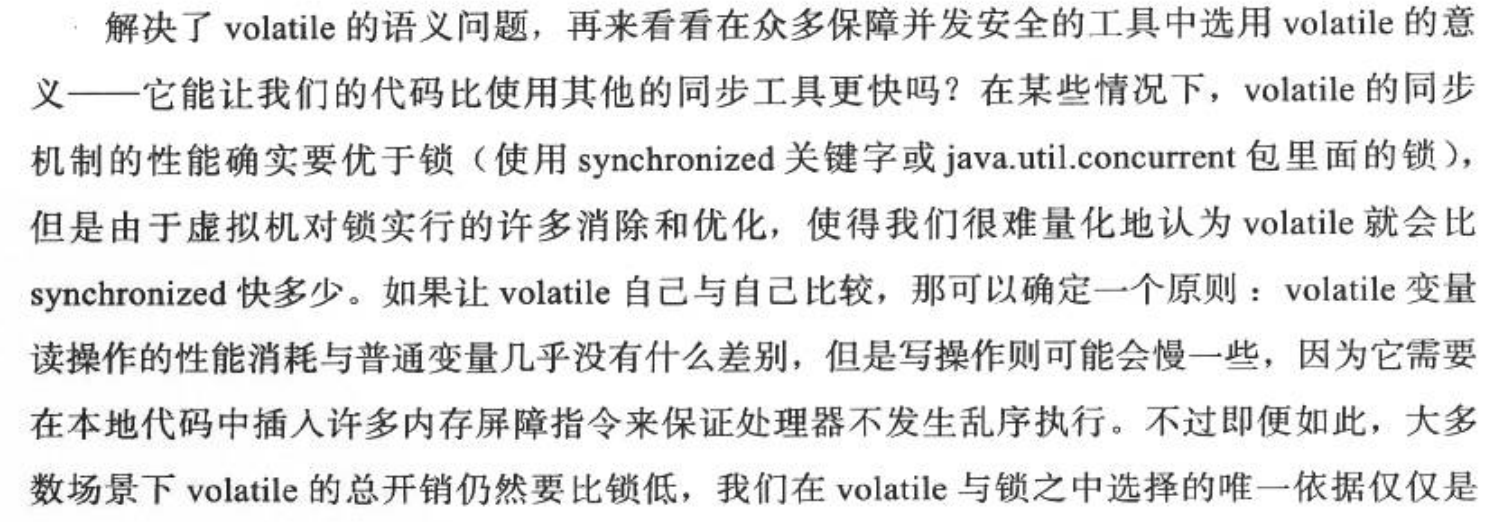 解决了 volatile 的语义问题，再来看看在众多保障并发安全的工具中选用 volatile 的意
义——它能让我们的代码比使用其他的同步工具更快吗？在某些情况下，volatile 的同步
机制的性能确实要优于锁（使用 synchronized 关键字或 java.util.concurrent 包里面的锁），
但是由于虚拟机对锁实行的许多消除和优化，使得我们很难量化地认为 volatile 就会比
synchronized 快多少。如果让 volatile 自己与自己比较，那可以确定一个原则：volatile 变量
读操作的性能消耗与普通变量几乎没有什么差别，但是写操作则可能会慢一些，因为它需要
在本地代码中插入许多内存屏障指令来保证处理器不发生乱序执行。不过即便如此，大多
数场景下 volatile 的总开销仍然要比锁低，我们在 volatile 与锁之中选择的唯一依据仅仅是